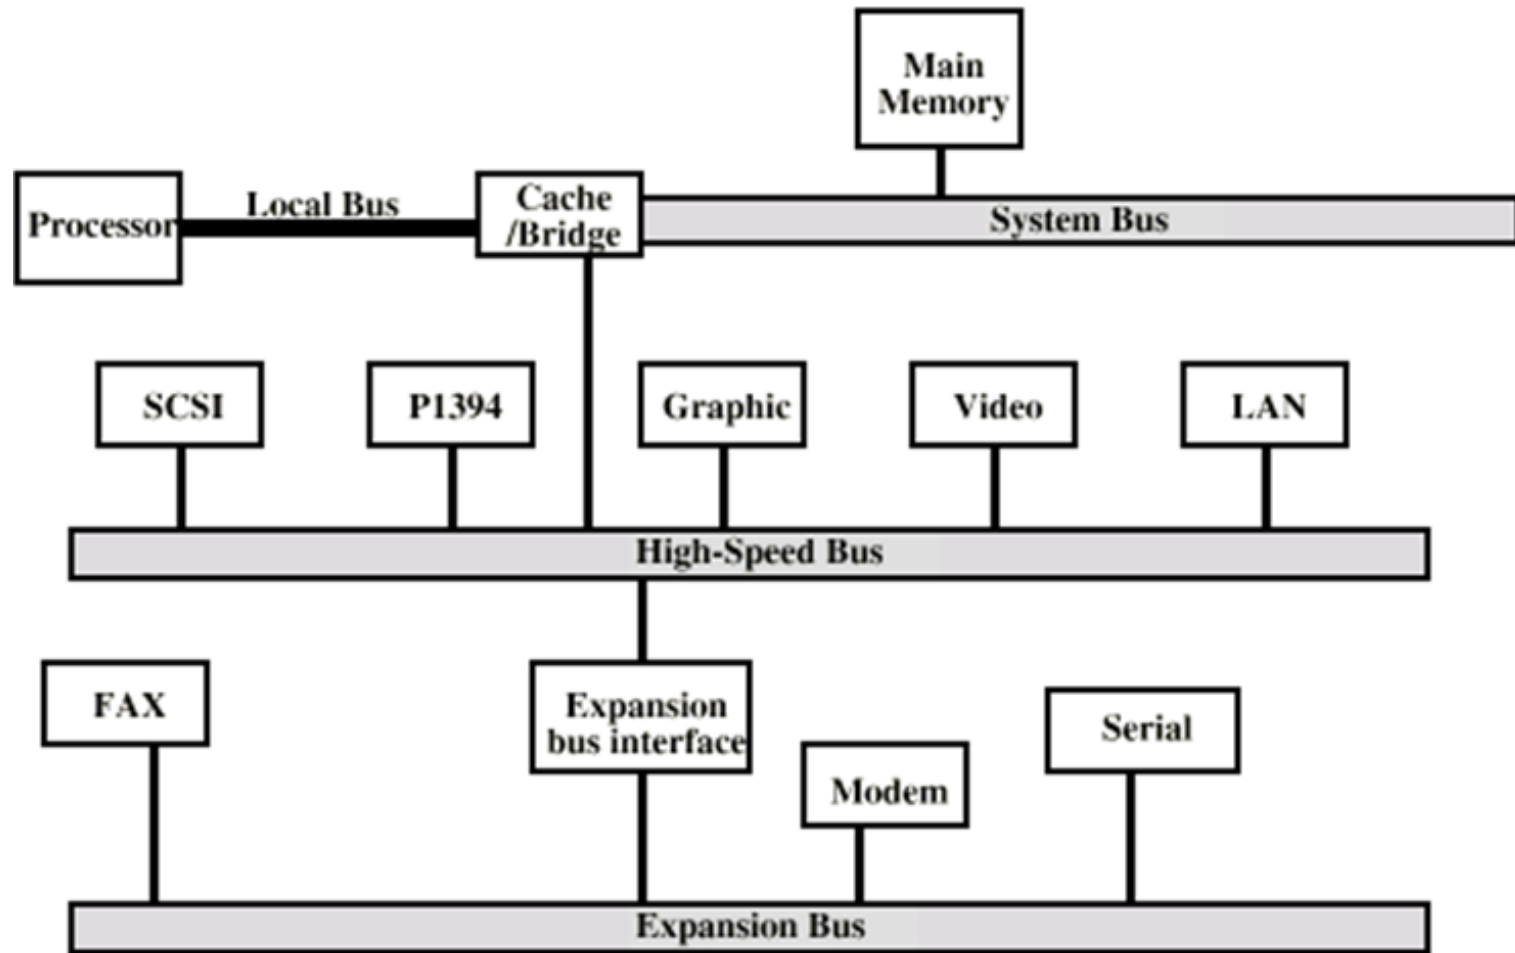 Main
Memory
Processor
Local Bus
Cache
/Bridge
System Bus
SCSI
P1394
Graphic
Video
LAN
High-Speed Bus
FAX
Expansion
bus interface
Modem
Serial
Expansion Bus